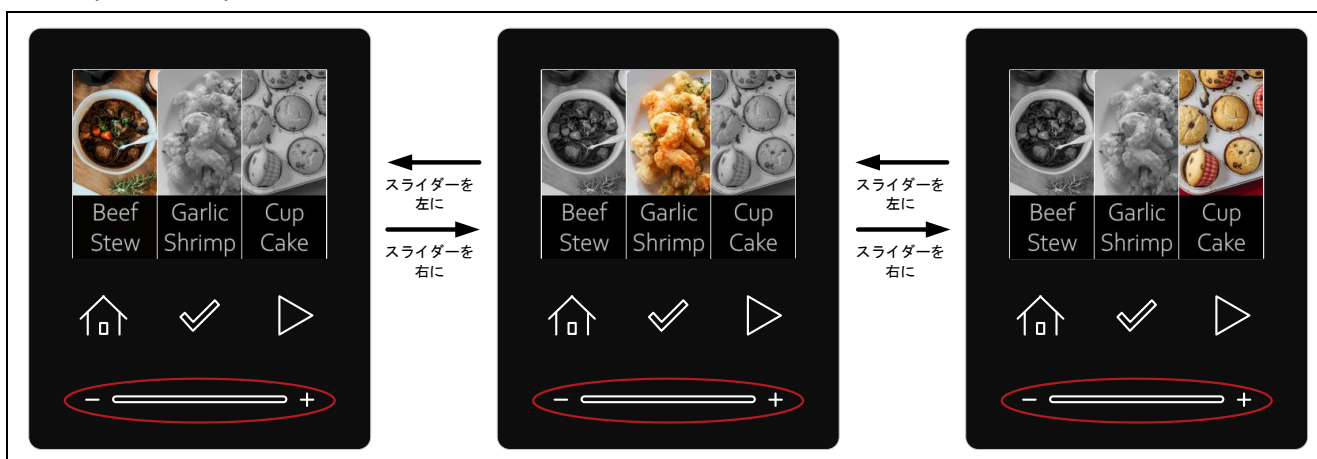 Beef
Stew
Garlic
Shrimp
Cup
Cake
スライダーを
左に
スライダーを
右に
Beef
Stew
Garlic
Shrimp
Cup
Cake
スライダーを
左に
スライダーを
右に
Beef
Stew
Garlic
Shrimp
Cup
Cake
− +
− +
− +